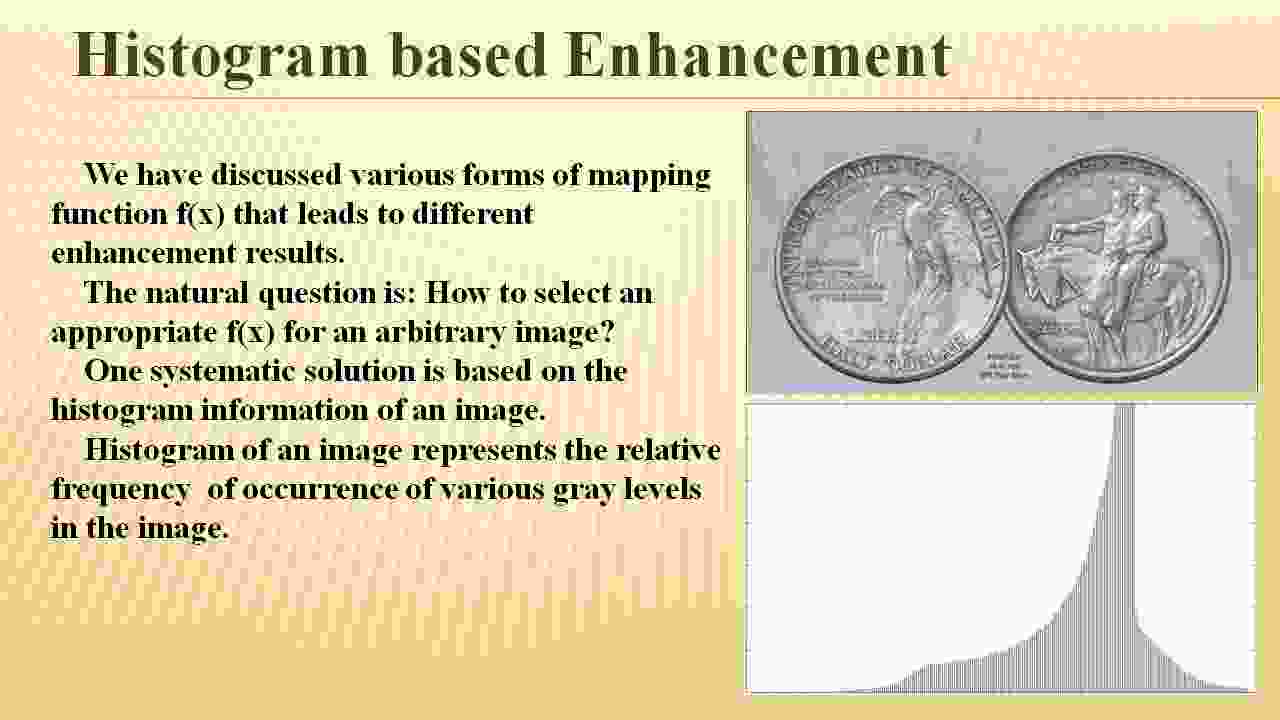 Histogram based Enhancement
We have discussed various forms of mapping
function f(x) that leads to different
enhancement results.
The natural question is: How to select an
appropriate f(x) for an arbitrary image?
One systematic solution is based on the
histogram information of an image.
Histogram of an image represents the relative
frequency of occurrence of various gray levels
in the image.
UNITED STATES OF AMERICA
HALF DOLLAR